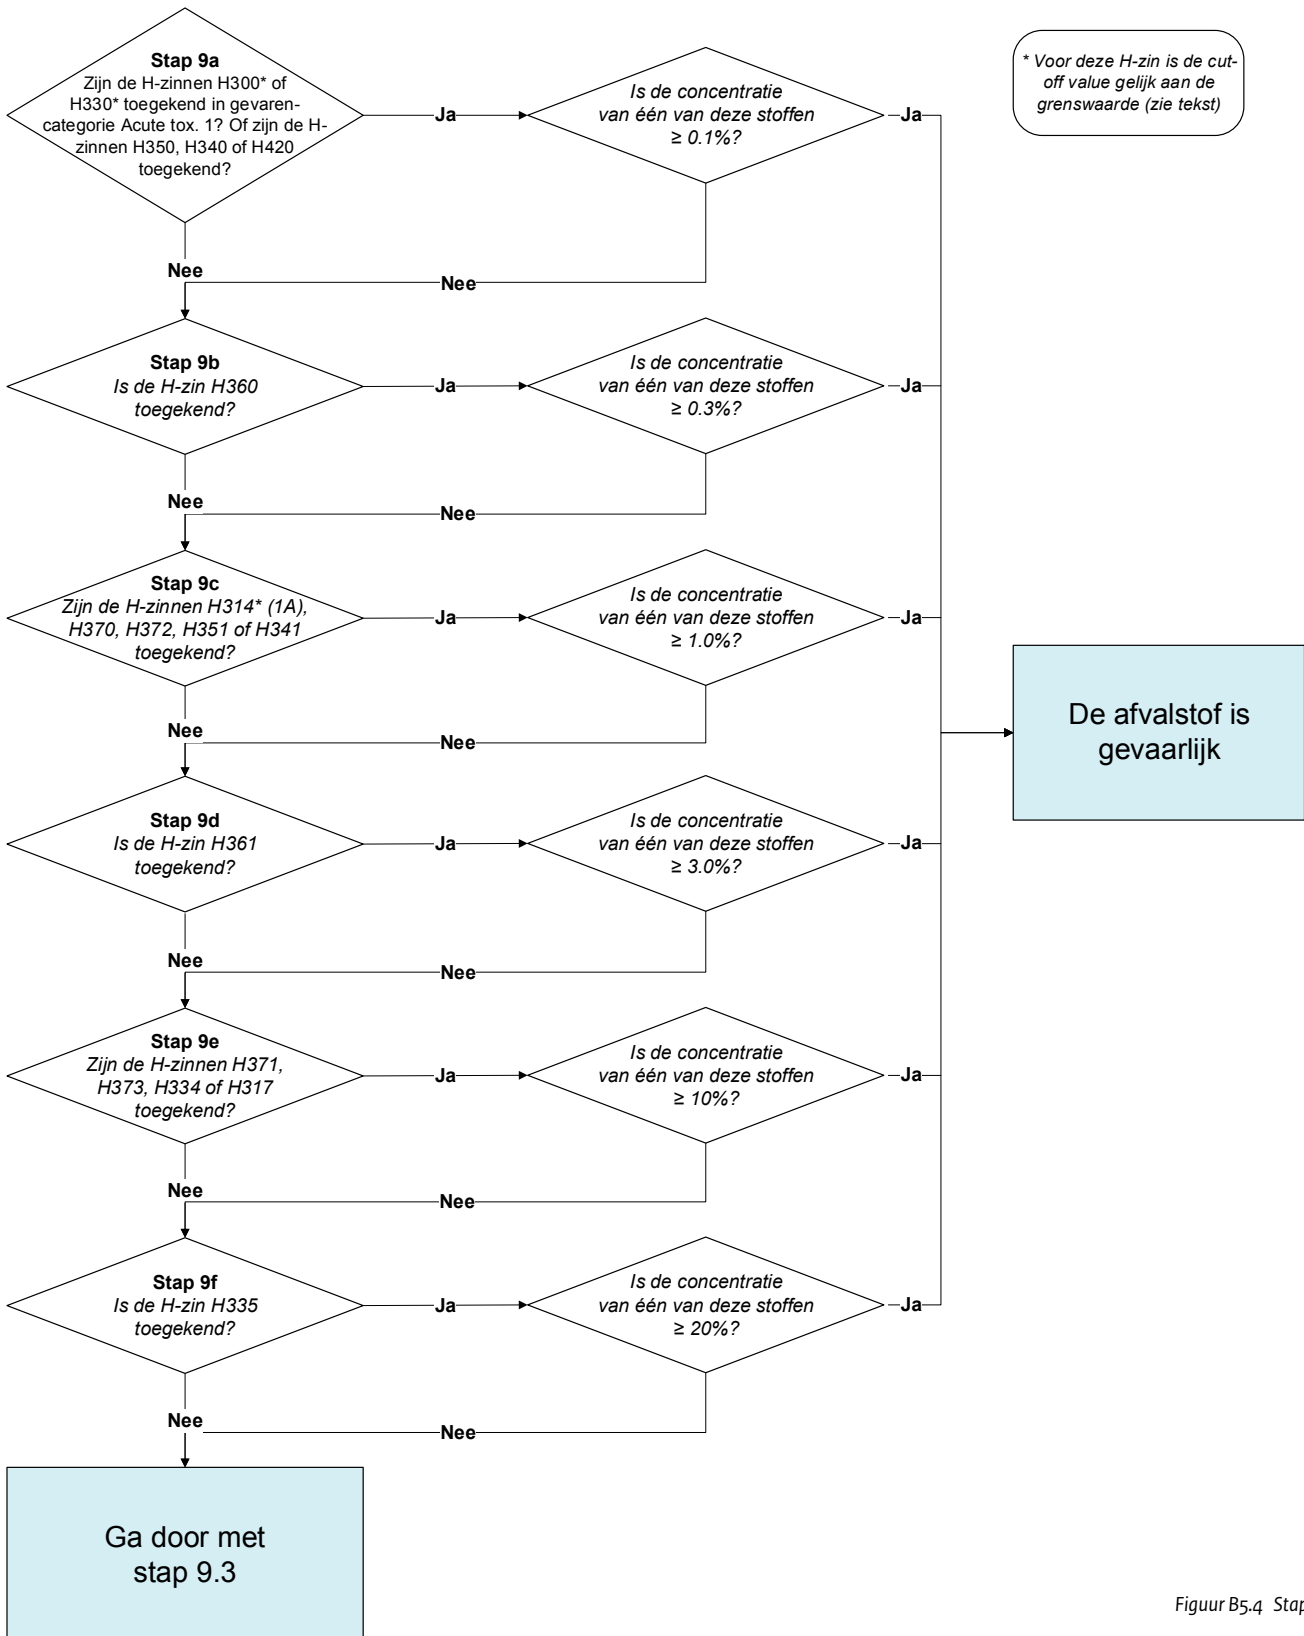 Stap 9a
Zijn de H-zinnen H300* of
H330* toegekend in gevaren-
categorie Acute tox. 1? Of zijn de H-
zinnen H350, H340 of H420
toegekend?
Ja
Is de concentratie
van één van deze stoffen
≥ 0.1%?
Ja
* Voor deze H-zin is de cut-
off value gelijk aan de
grenswaarde (zie tekst)
Nee
Nee
Stap 9b
Is de H-zin H360
toegekend?
Ja
Is de concentratie
van één van deze stoffen
≥ 0.3%?
Ja
Nee
Nee
Stap 9c
Zijn de H-zinnen H314* (1A),
H370, H372, H351 of H341
toegekend?
Ja
Is de concentratie
van één van deze stoffen
≥ 1.0%?
Ja
De afvalstof is
gevaarlijk
Nee
Nee
Stap 9d
Is de H-zin H361
toegekend?
Ja
Is de concentratie
van één van deze stoffen
≥ 3.0%?
Ja
Nee
Nee
Stap 9e
Zijn de H-zinnen H371,
H373, H334 of H317
toegekend?
Ja
Is de concentratie
van één van deze stoffen
≥ 10%?
Ja
Nee
Nee
Stap 9f
Is de H-zin H335
toegekend?
Ja
Is de concentratie
van één van deze stoffen
≥ 20%?
Ja
Nee
Nee
Ga door met
stap 9.3
Figuur B5.4 Stap